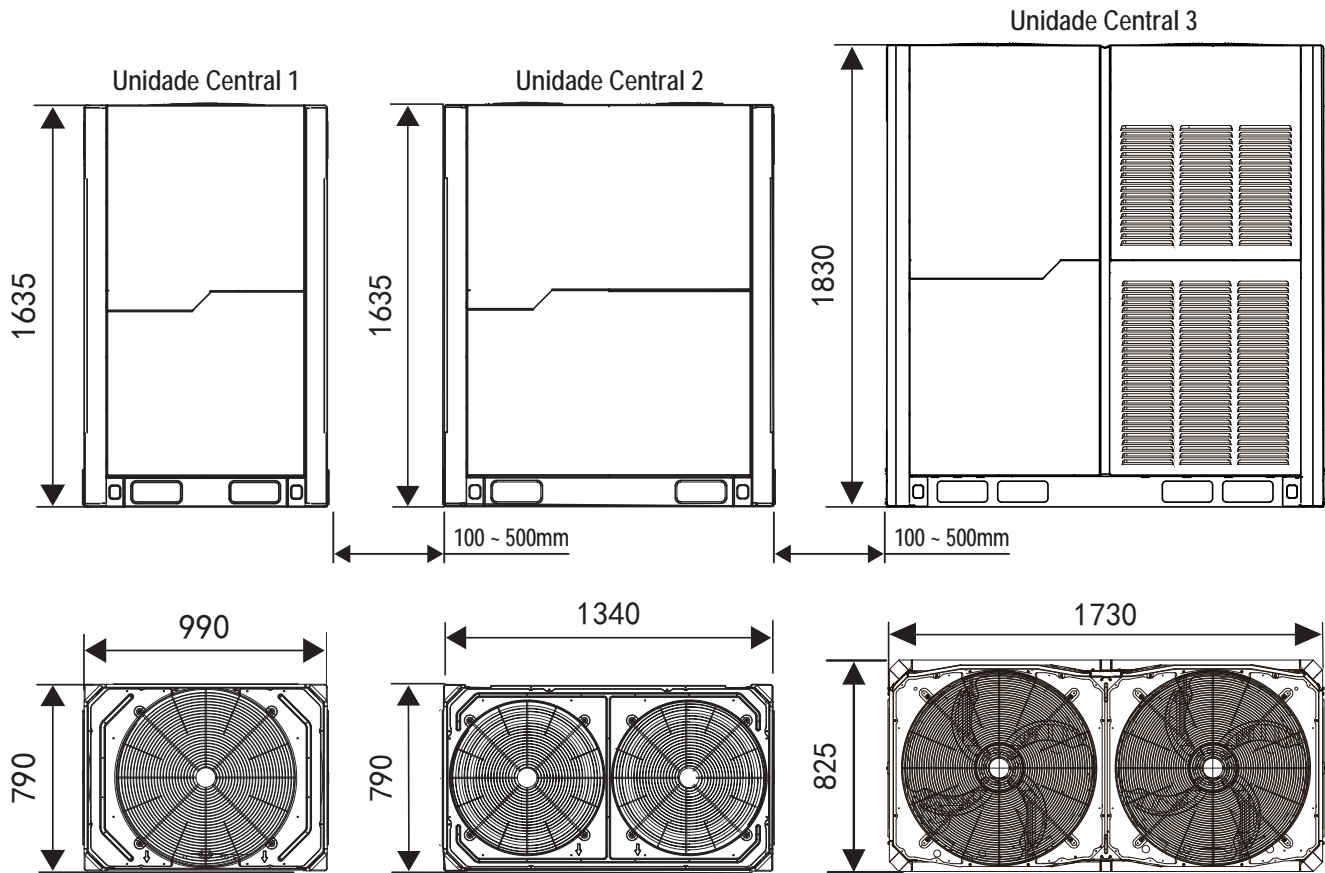 Unidade Central 3
Unidade Central 1
Unidade Central 2
1635
1635
1830
100 ~ 500mm
100 ~ 500mm
990
1340
1730
790
790
825